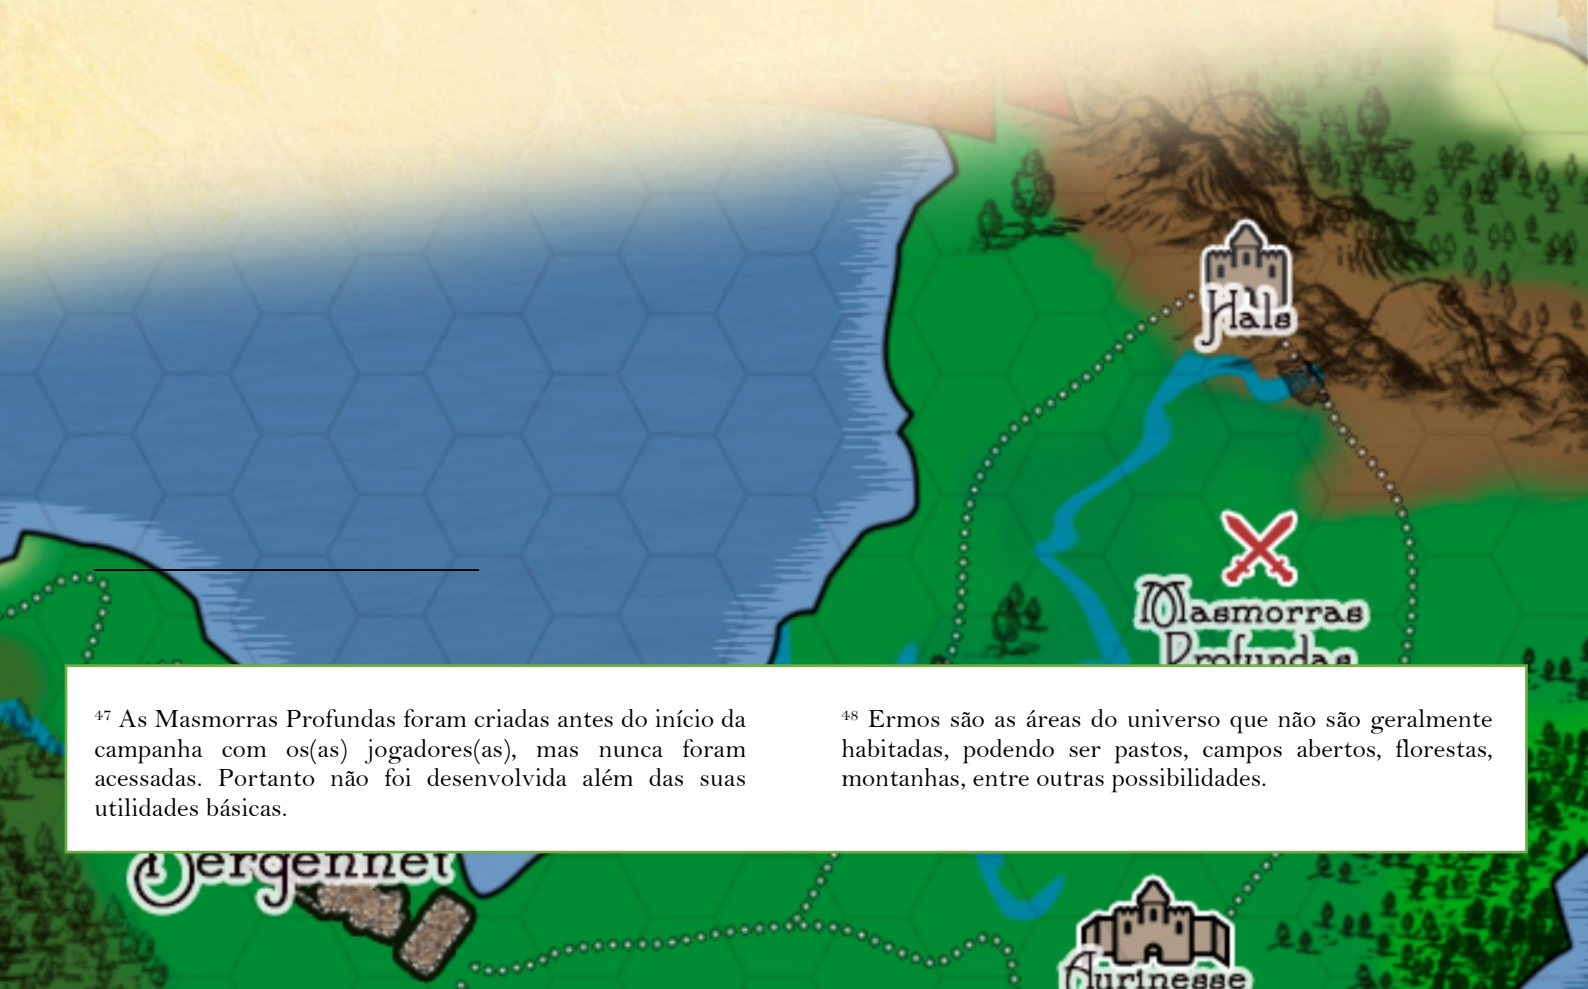 Hals
Masmorras
Profundas
⁴⁷ As Masmorras Profundas foram criadas antes do início da
campanha com os(as) jogadores(as), mas nunca foram
acessadas. Portanto não foi desenvolvida além das suas
utilidades básicas.
⁴⁸ Ermos são as áreas do universo que não são geralmente
habitadas, podendo ser pastos, campos abertos, florestas,
montanhas, entre outras possibilidades.
Bergennet
Aurinesse